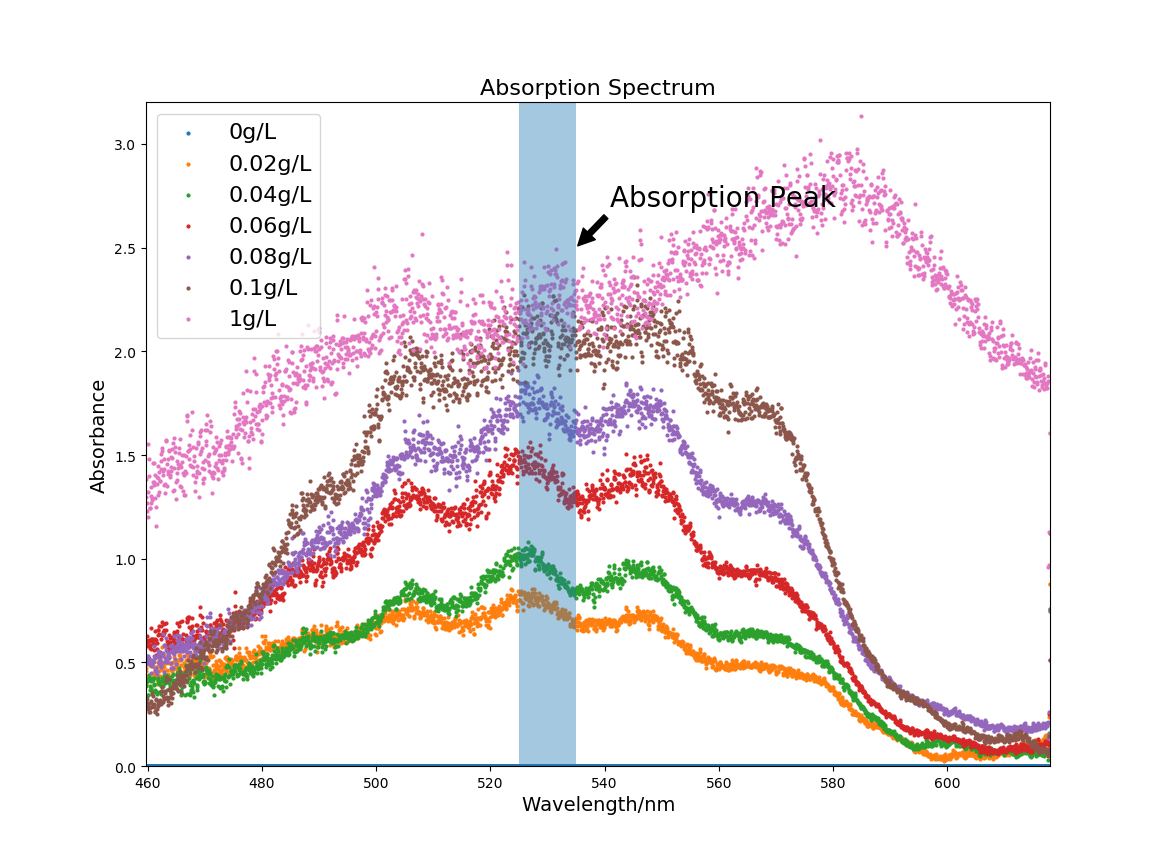 Absorption Spectrum
0g/L
0.02g/L
0.04g/L
0.06g/L
0.08g/L
0.1g/L
1g/L
Absorption Peak
Absorbance
3.0
2.5
2.0
1.5
1.0
0.5
0.0
460 480 500 520 540 560 580 600
Wavelength/nm